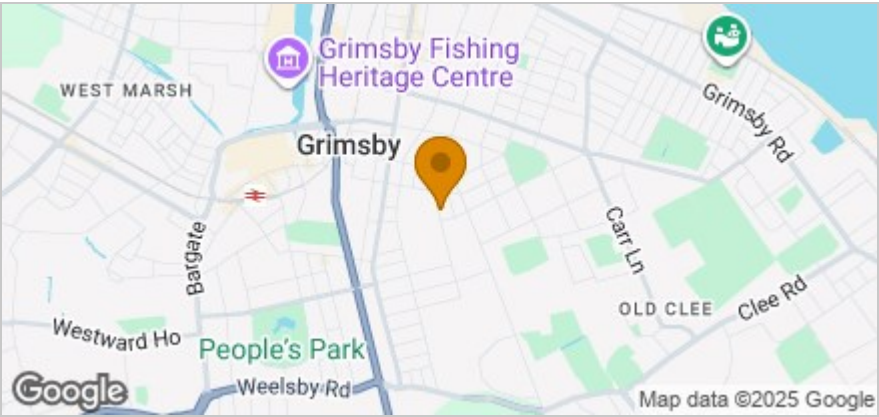 Grimsby Fishing
Heritage Centre
WEST MARSH
Grimsby Rd
Grimsby
Bargate
Carr Ln
OLD CLEE
Clee Rd
Westward Ho
People's Park
Weelsby Rd
Google
Map data ©2025 Google